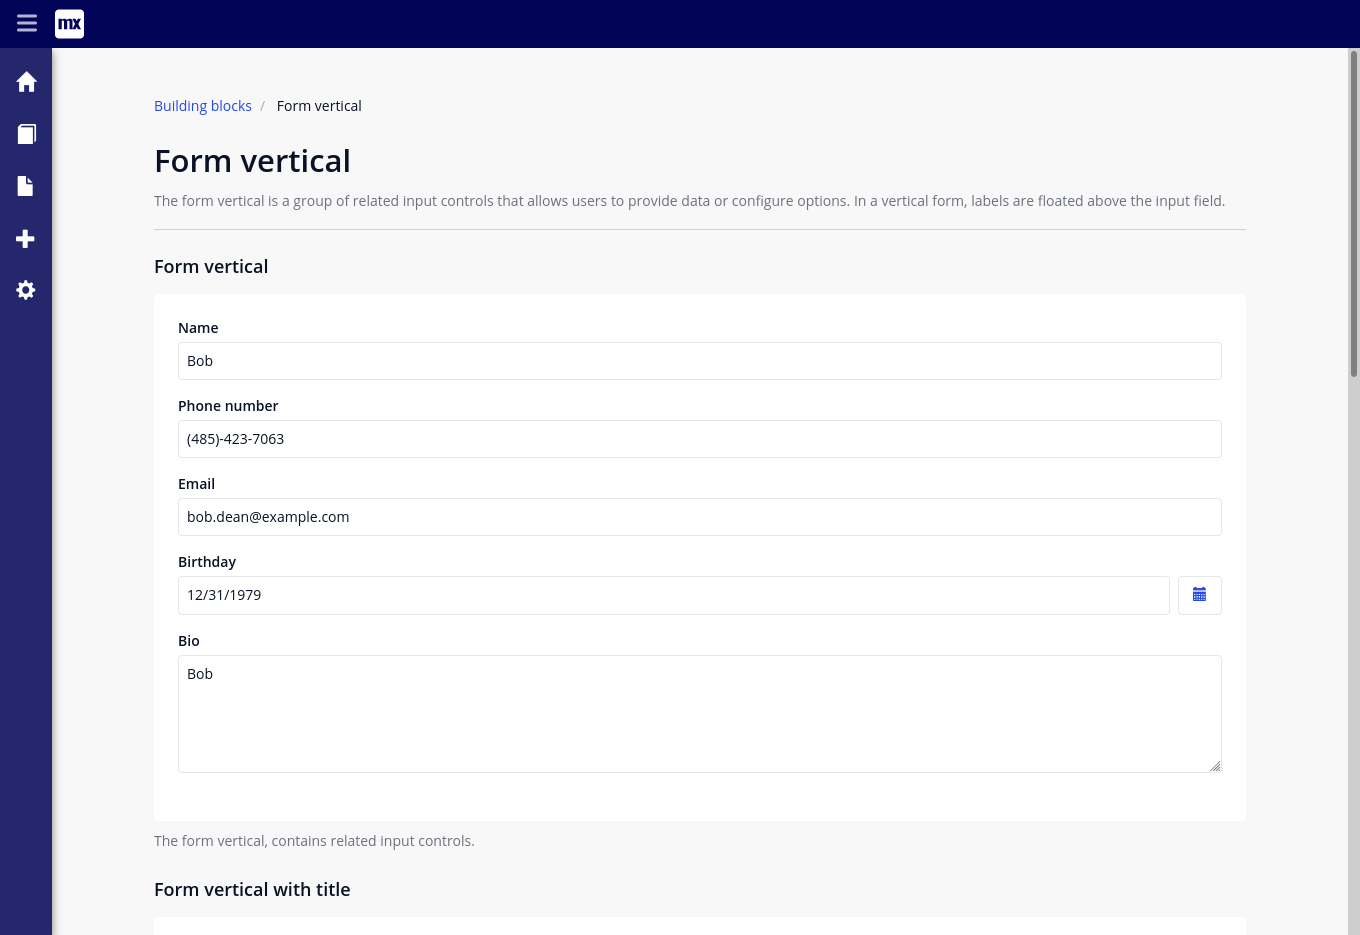 mx
Building blocks / Form vertical
Form vertical
The form vertical is a group of related input controls that allows users to provide data or configure options. In a vertical form, labels are floated above the input field.
Form vertical
Name
Bob
Phone number
(485)-423-7063
Email
bob.dean@example.com
Birthday
12/31/1979
Bio
Bob
The form vertical, contains related input controls.
Form vertical with title